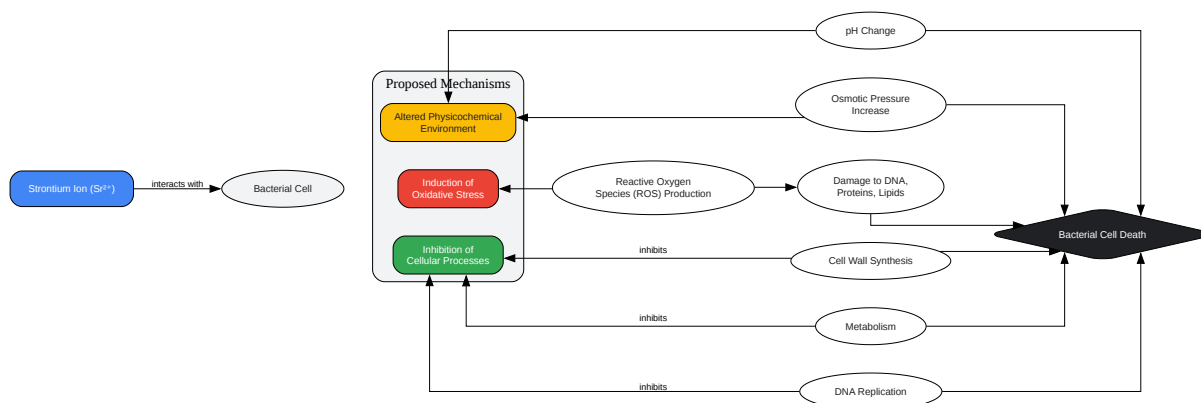 pH Change
Proposed Mechanisms
Altered Physicochemical
Environment
Osmotic Pressure
Increase
Strontium Ion (Sr²⁺)
interacts with
Bacterial Cell
Induction of
Oxidative Stress
Reactive Oxygen
Species (ROS) Production
Damage to DNA,
Proteins, Lipids
Bacterial Cell Death
Inhibition of
Cellular Processes
inhibits
Cell Wall Synthesis
inhibits
Metabolism
inhibits
DNA Replication